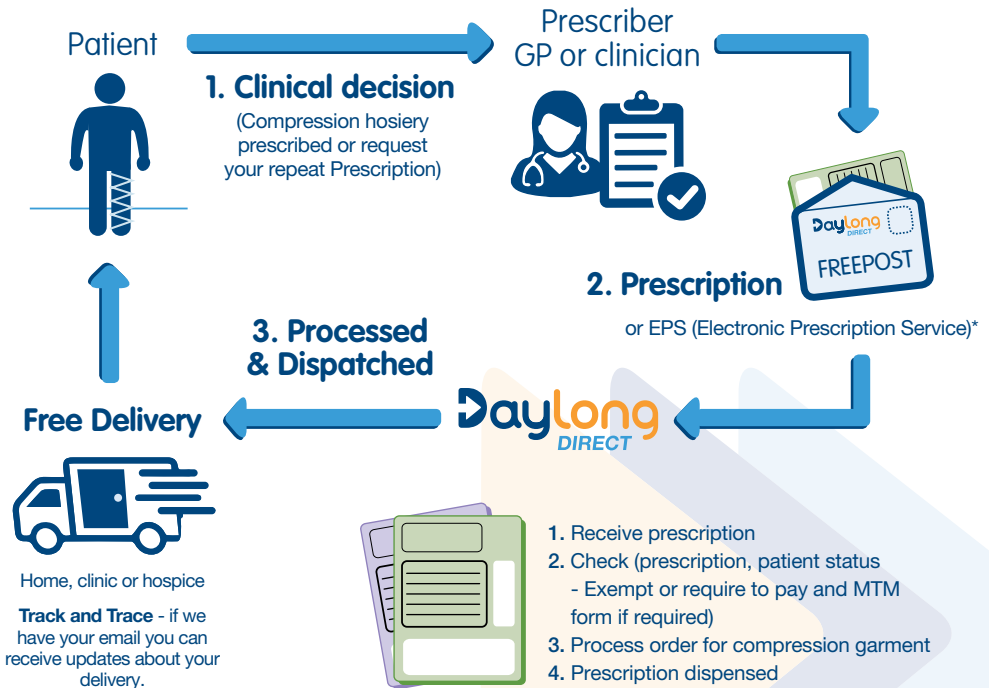 Patient
1. Clinical decision
(Compression hosiery
prescribed or request
your repeat Prescription)
Prescriber
GP or clinician
Daylong
DIRECT
FREEPOST
2. Prescription
or EPS (Electronic Prescription Service)*
3. Processed
& Dispatched
Daylong
DIRECT
1. Receive prescription
2. Check (prescription, patient status
- Exempt or require to pay and MTM
form if required)
3. Process order for compression garment
4. Prescription dispensed
Free Delivery
Home, clinic or hospice
Track and Trace - if we
have your email you can
receive updates about your
delivery.